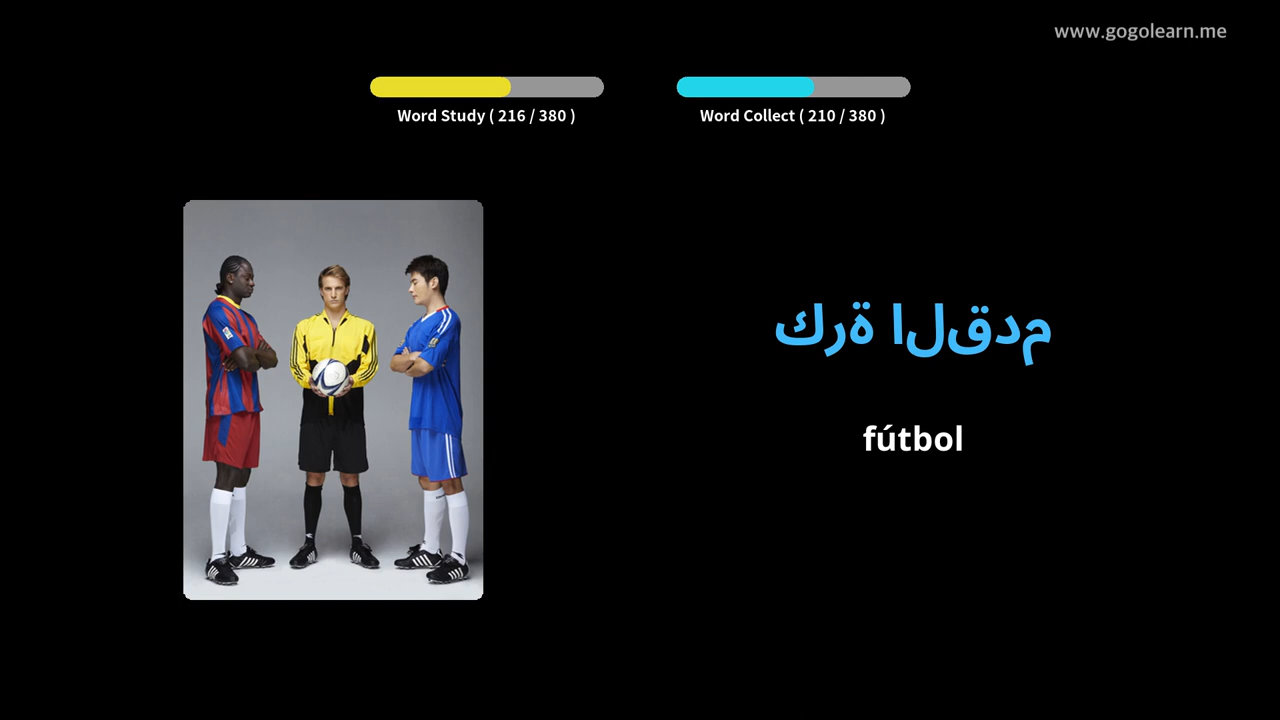 www.gogolearn.me
Word Study ( 216 / 380 )
Word Collect ( 210 / 380 )
كرة القدم
fútbol